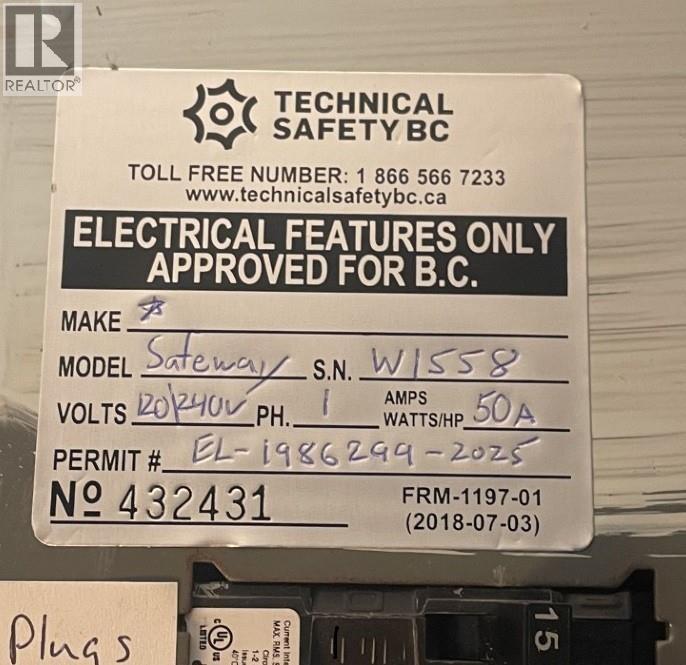 R
REALTOR®
TECHNICAL
SAFETY BC
TOLL FREE NUMBER: 1 866 566 7233
www.technicalsafetybc.ca
ELECTRICAL FEATURES ONLY
APPROVED FOR B.C.
MAKE
MODEL Safeway S.N. W1558
VOLTS 120/240V PH. 1 AMPS WATTS/HP 50A
PERMIT # EL-1986299-2025
Nº 432431
FRM-1197-01
(2018-07-03)
Plugs
LISTED
Current
15